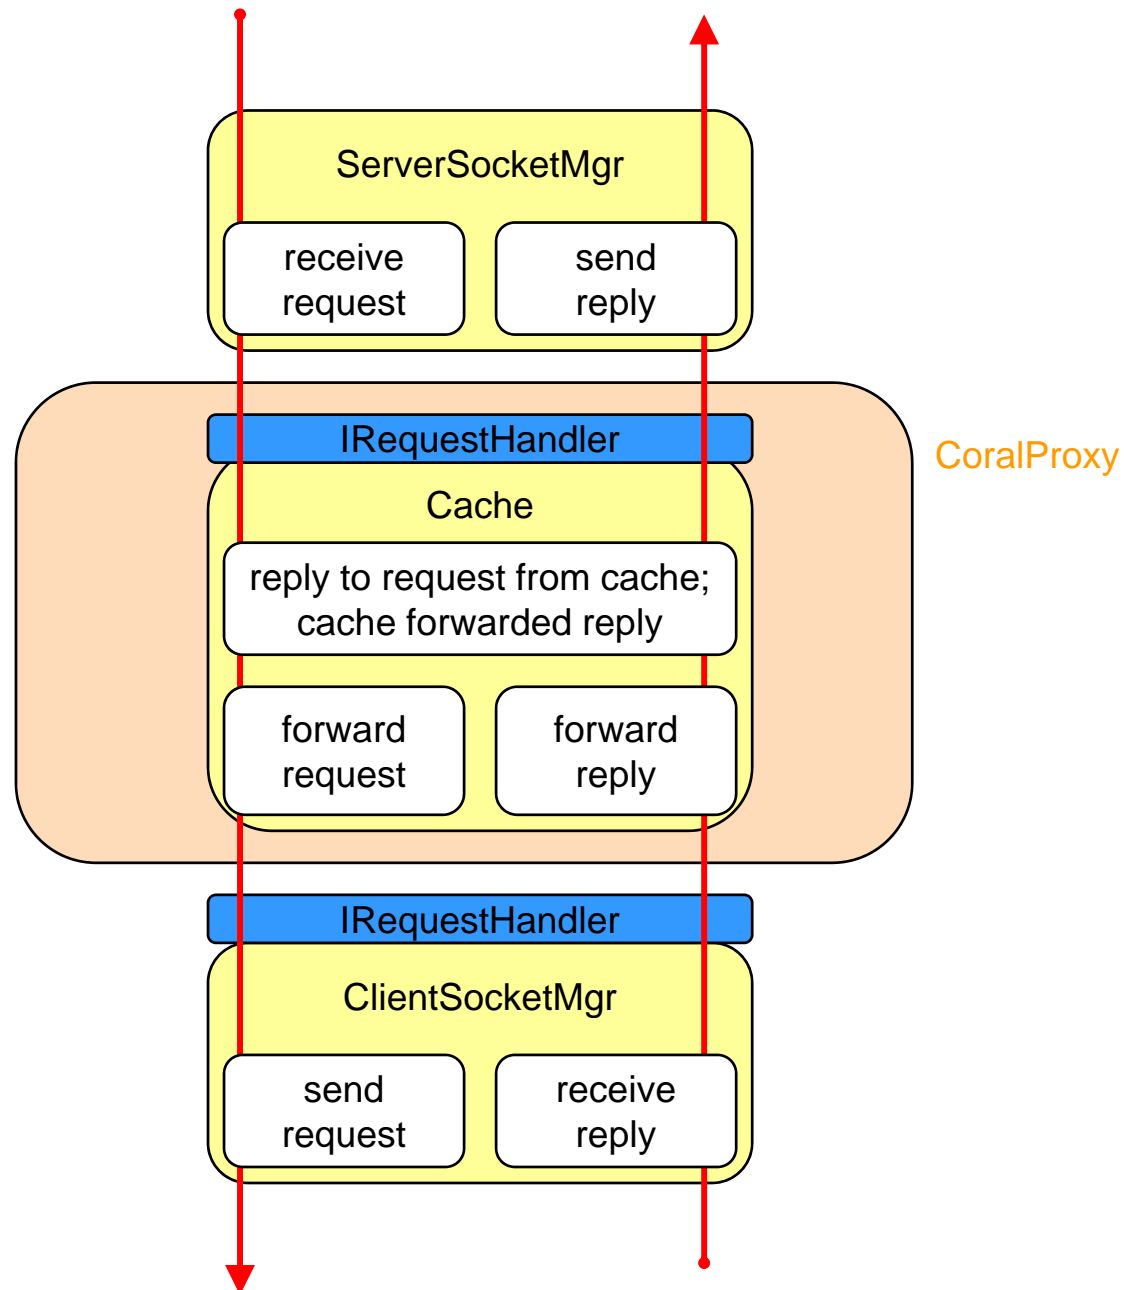 ServerSocketMgr
receive
request
send
reply
IRequestHandler
CoralProxy
Cache
reply to request from cache;
cache forwarded reply
forward
request
forward
reply
IRequestHandler
ClientSocketMgr
send
request
receive
reply